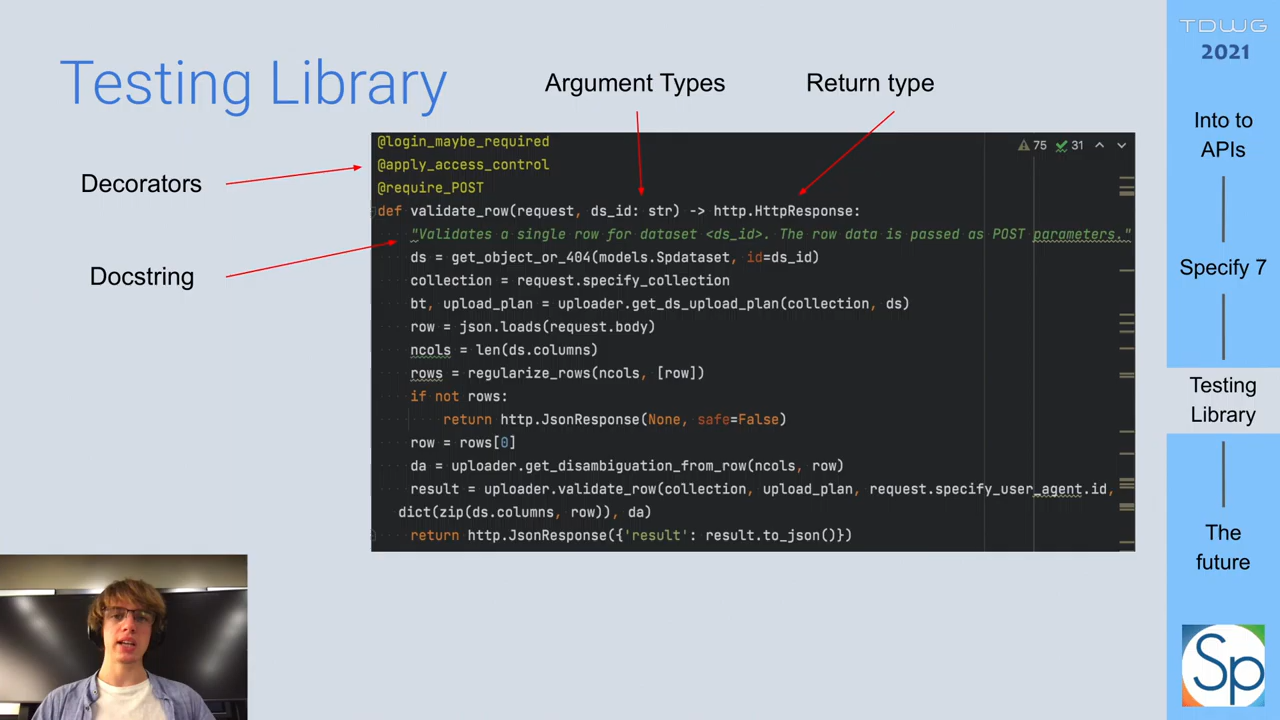 Testing Library
Argument Types
Return type
Decorators
Docstring
@login_maybe_required
@apply_access_control
@require_POST
def validate_row(request, ds_id: str) -> http.HttpResponse:
"Validates a single row for dataset <ds_id>. The row data is passed as POST parameters."
ds = get_object_or_404(models.Spdataset, id=ds_id)
collection = request.specify_collection
bt, upload_plan = uploader.get_ds_upload_plan(collection, ds)
row = json.loads(request.body)
ncols = len(ds.columns)
rows = regularize_rows(ncols, [row])
if not rows:
return http.JsonResponse(None, safe=False)
row = rows[0]
da = uploader.get_disambiguation_from_row(ncols, row)
result = uploader.validate_row(collection, upload_plan, request.specify_user_agent.id,
dict(zip(ds.columns, row)), da)
return http.JsonResponse({'result': result.to_json()})
75 31
TDWG
2021
Into to
APIs
Specify 7
Testing
Library
The
future
Sp